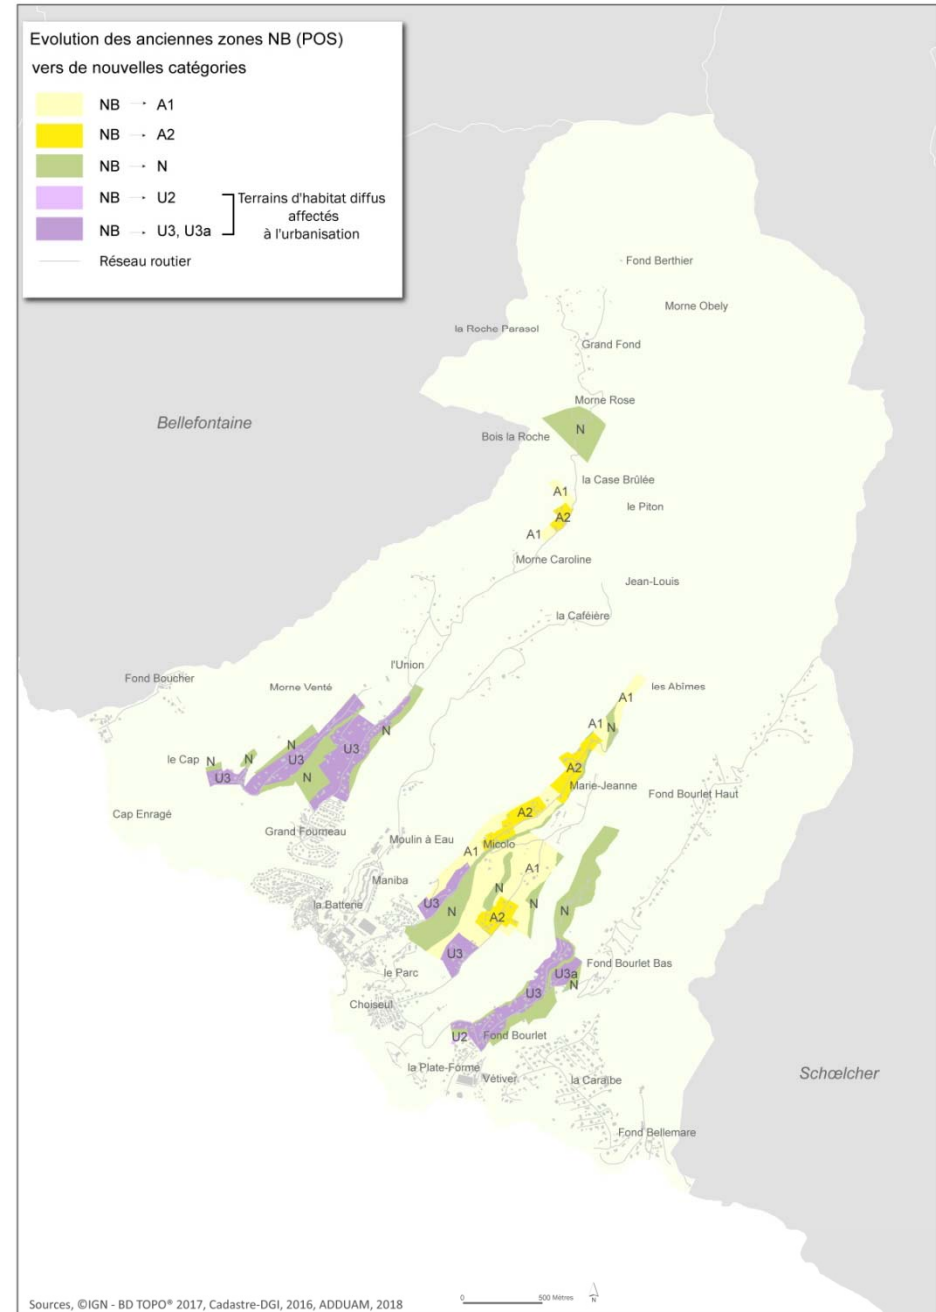 Evolution des anciennes zones NB (POS)
vers de nouvelles catégories
NB → A1
NB → A2
NB → N
NB → U2
NB → U3, U3a
Terrains d'habitat diffus
affectés
à l'urbanisation
Réseau routier
Fond Berthier
Morne Obely
la Roche Parasol
Grand Fond
Morne Rose
Bellefontaine
N
Bois la Roche
la Case Brûlée
A1
le Piton
A2
A1
Morne Caroline
Jean-Louis
la Caféière
l'Union
Fond Boucher
Morne Venté
les Abîmes
A1
A1
N
N
N
U3
le Cap
N
N
U3
A2
U3
N
Marie-Jeanne
Fond Bourlet Haut
Cap Enragé
A2
Grand Fourneau
Moulin à Eau
Micolo
A1
A1
Maniba
N
la Batterie
U3
N
N
N
A2
U3
Fond Bourlet Bas
le Parc
U3a
N
U3
Choiseul
U2
Fond Bourlet
la Plate-Forme
Vétiver
la Caraïbe
Schœlcher
Fond Bellemare
Sources, ©IGN - BD TOPO® 2017, Cadastre-DGI, 2016, ADDUAM, 2018
0 500 Mètres
N